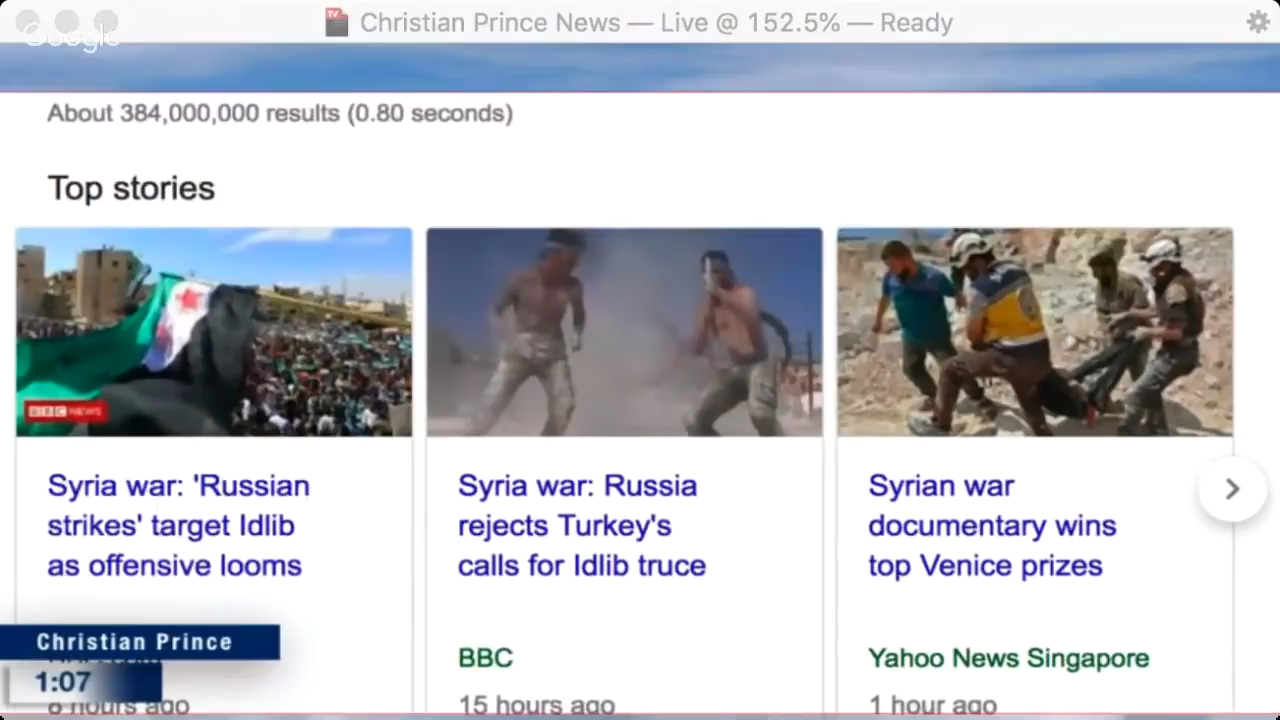 Christian Prince News — Live @ 152.5% — Ready
Google
About 384,000,000 results (0.80 seconds)
Top stories
BBC NEWS
Syria war: 'Russian
strikes' target Idlib
as offensive looms
Syria war: Russia
rejects Turkey's
calls for Idlib truce
Syrian war
documentary wins
top Venice prizes
Christian Prince
BBC
Yahoo News Singapore
1:07
8 hours ago
15 hours ago
1 hour ago